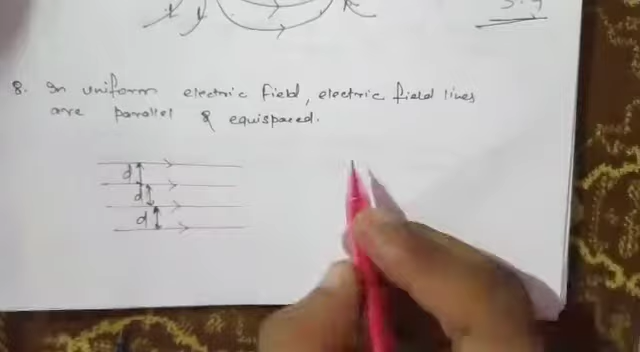 8. In uniform electric field, electric field lines
are parallel & equispaced.
d
d
d